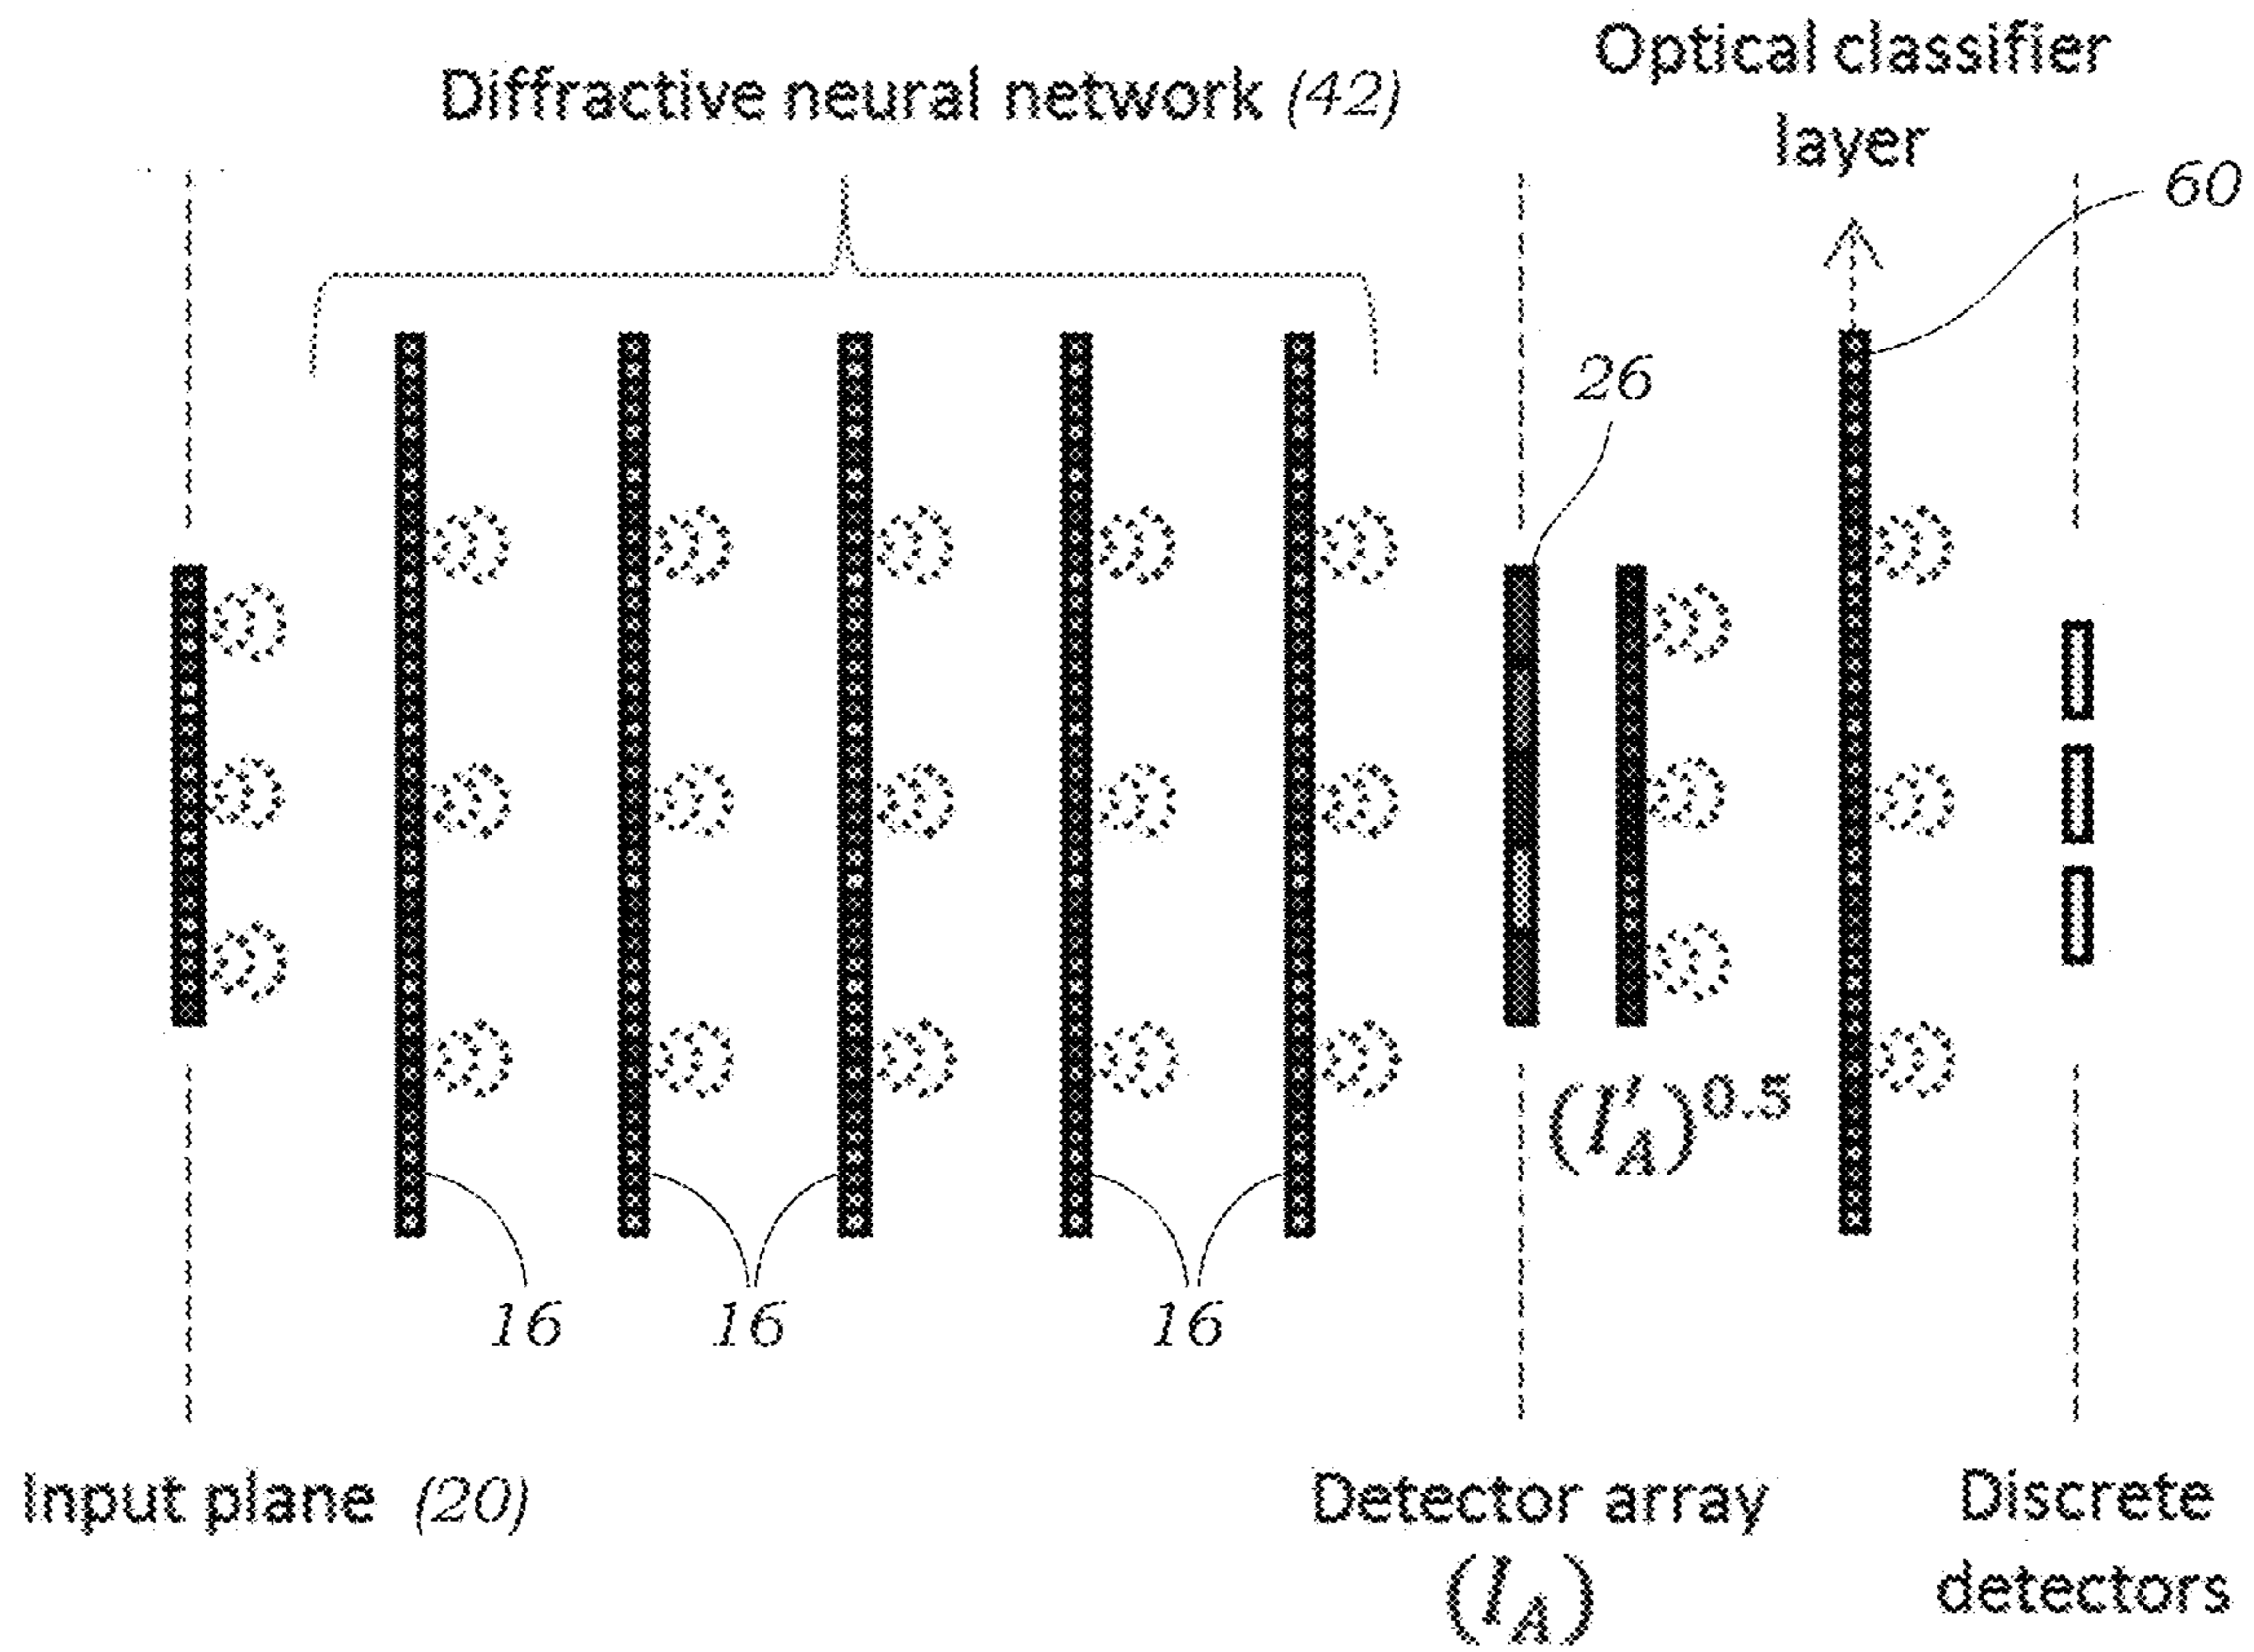 Optical classifier
layer
Diffractive neural network (42)
60
26
(I'A)^0.5
16 16 16
Input plane (20)
Detector array
(IA)
Discrete
detectors